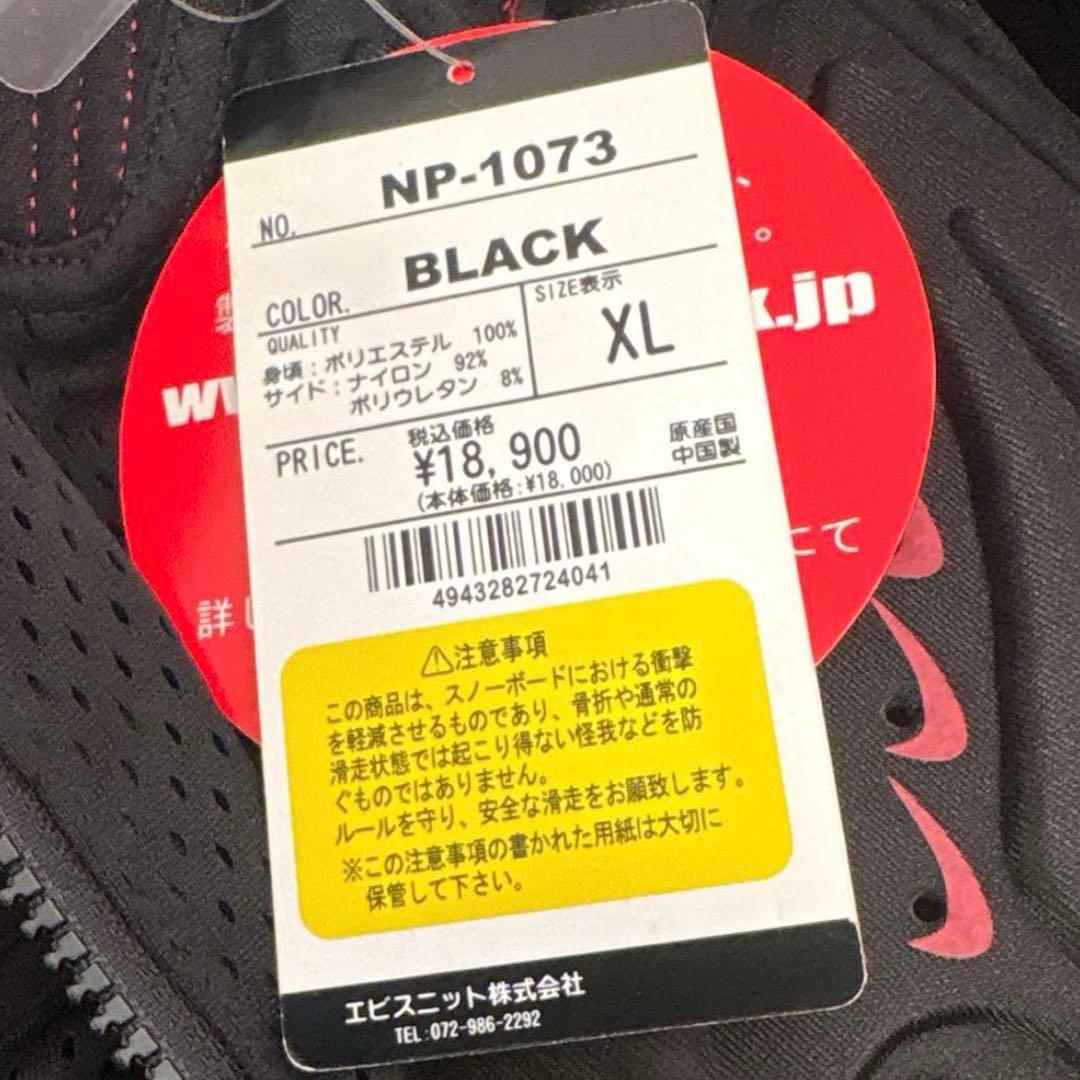 NO. NP-1073
COLOR. BLACK
QUALITY
身頃：ポリエステル 100%
サイド：ナイロン 92%
ポリウレタン 8%
SIZE表示
XL
PRICE. 税込価格
¥18,900
(本体価格:¥18,000)
原産国
中国製
4943282724041
⚠注意事項
この商品は、スノーボードにおける衝撃
を軽減させるものであり、骨折や通常の
滑走状態では起こり得ない怪我などを防
ぐものではありません。
ルールを守り、安全な滑走をお願致します。
※この注意事項の書かれた用紙は大切に
保管して下さい。
エビスニット株式会社
TEL:072-986-2292
、
。
製
k.jp
にて
詳し